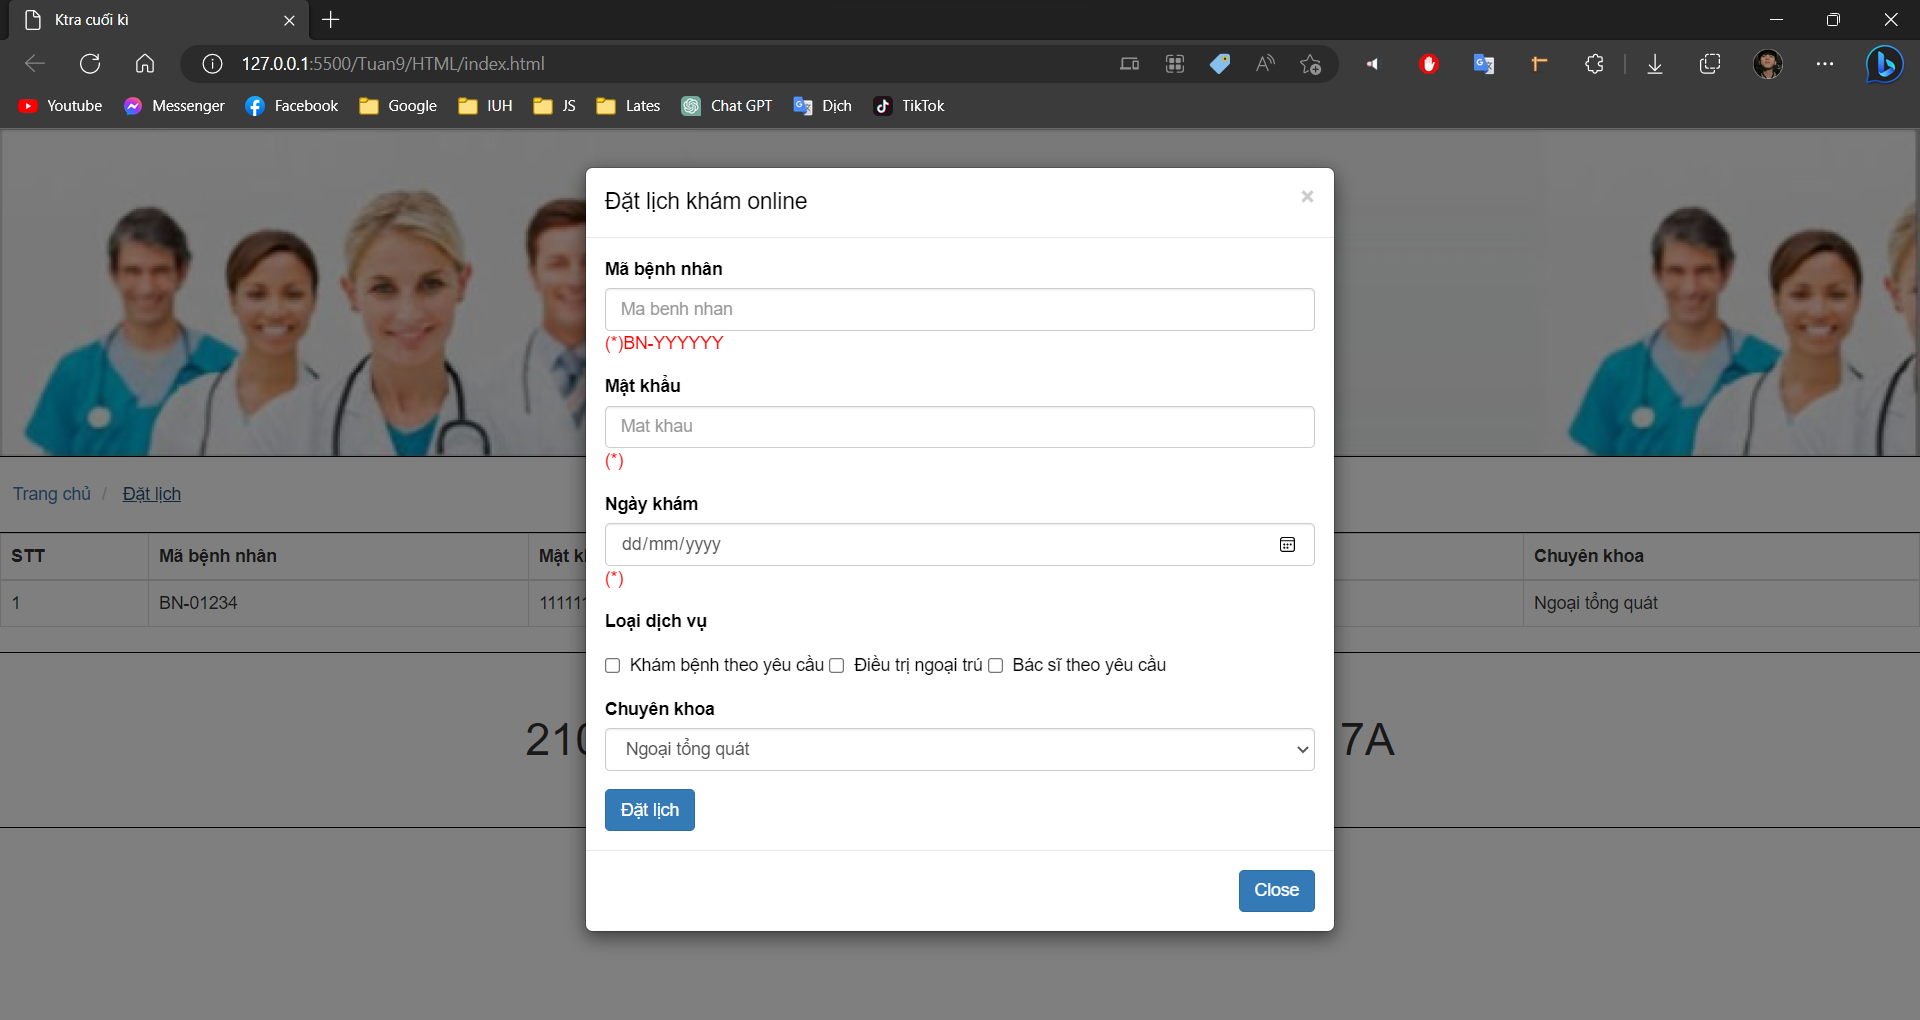 Ktra cuối kì
127.0.0.1:5500/Tuan9/HTML/index.html
Youtube Messenger Facebook Google IUH JS Lates Chat GPT Dịch TikTok
Đặt lịch khám online ×
Mã bệnh nhân
Ma benh nhan
(*)BN-YYYYYY
Mật khẩu
Mat khau
(*)
Ngày khám
dd/mm/yyyy
(*)
Loại dịch vụ
Khám bệnh theo yêu cầu Điều trị ngoại trú Bác sĩ theo yêu cầu
Chuyên khoa
Ngoại tổng quát
Đặt lịch
Close
Trang chủ / Đặt lịch
STT Mã bệnh nhân Mật k Chuyên khoa
1 BN-01234 11111 Ngoại tổng quát
210 7A